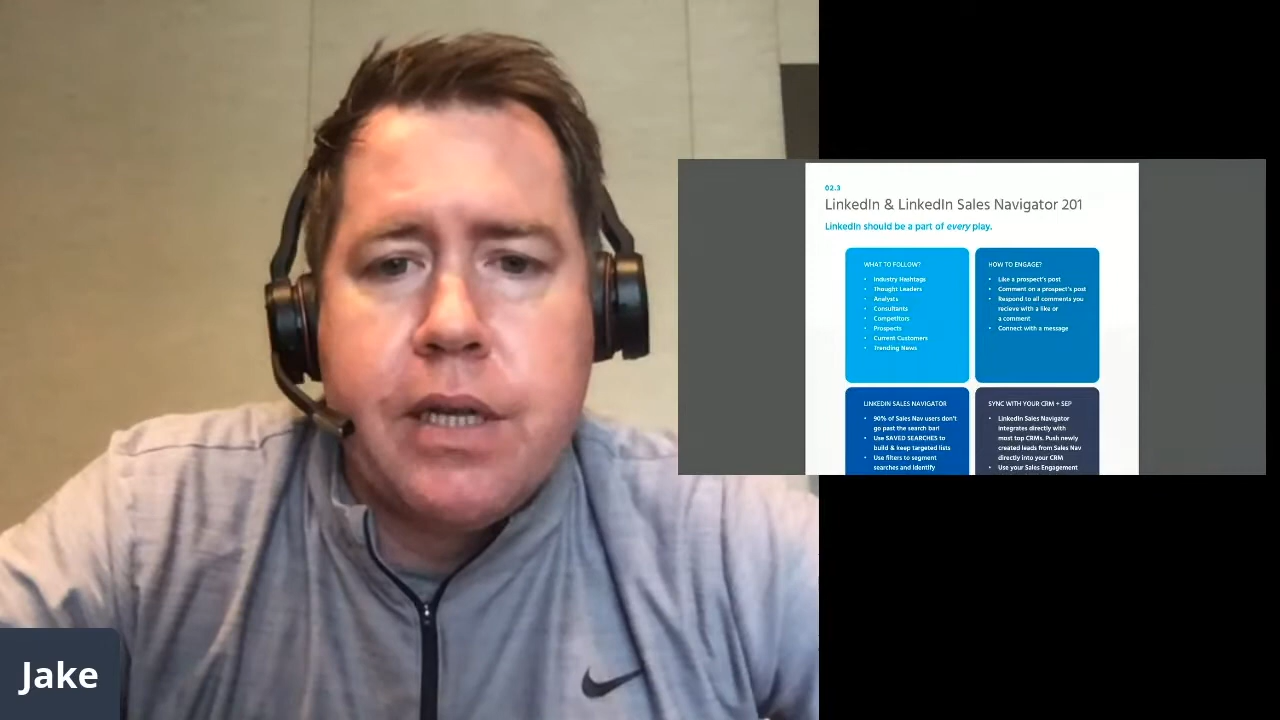 02.3
LinkedIn & LinkedIn Sales Navigator 201
LinkedIn should be a part of every play.
WHAT TO FOLLOW?
• Industry Hashtags
• Thought Leaders
• Analysts
• Consultants
• Competitors
• Prospects
• Current Customers
• Trending News
HOW TO ENGAGE?
• Like a prospect's post
• Comment on a prospect's post
• Respond to all comments you
recieve with a like or
a comment
• Connect with a message
LINKEDIN SALES NAVIGATOR
• 90% of Sales Nav users don't
go past the search bar!
• Use SAVED SEARCHES to
build & keep targeted lists
• Use filters to segment
searches and identify
SYNC WITH YOUR CRM + SEP
• LinkedIn Sales Navigator
integrates directly with
most top CRMs. Push newly
created leads from Sales Nav
directly into your CRM
• Use your Sales Engagement
Jake